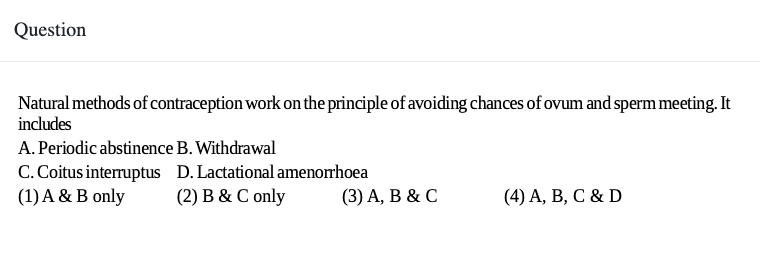 Question
Natural methods of contraception work on the principle of avoiding chances of ovum and sperm meeting. It
includes
A. Periodic abstinence B. Withdrawal
C. Coitus interruptus D. Lactational amenorrhoea
(1) A & B only (2) B & C only (3) A, B & C (4) A, B, C & D